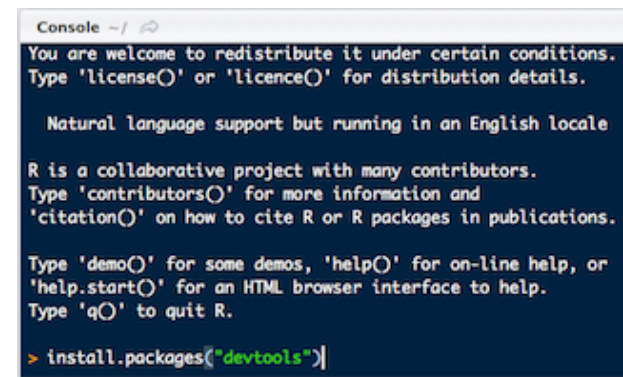 Console ~/
You are welcome to redistribute it under certain conditions.
Type 'license()' or 'licence()' for distribution details.
Natural language support but running in an English locale
R is a collaborative project with many contributors.
Type 'contributors()' for more information and
'citation()' on how to cite R or R packages in publications.
Type 'demo()' for some demos, 'help()' for on-line help, or
'help.start()' for an HTML browser interface to help.
Type 'q()' to quit R.
> install.packages("devtools")